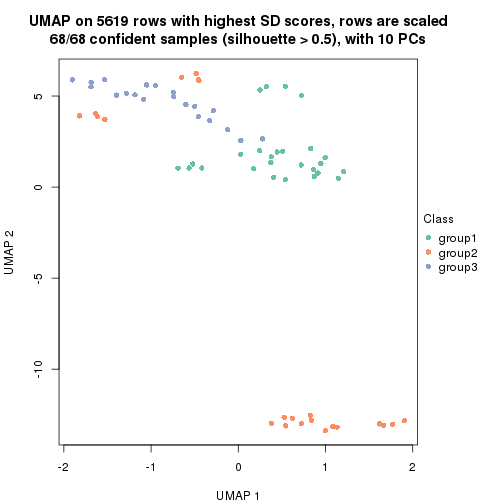 UMAP on 5619 rows with highest SD scores, rows are scaled
68/68 confident samples (silhouette > 0.5), with 10 PCs
5
0
-5
-10
UMAP 2
-2
-1
0
1
2
UMAP 1
Class
group1
group2
group3